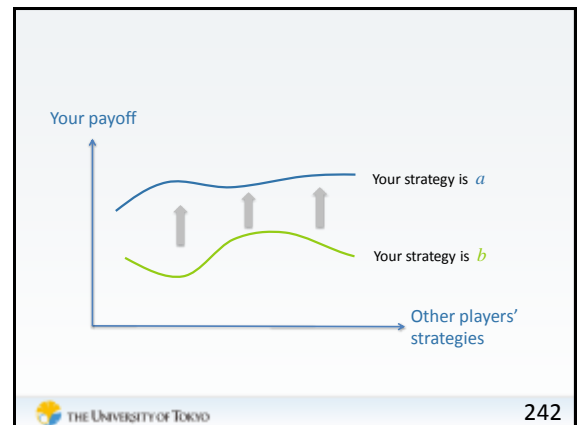 Your payoff
Your strategy is a
Your strategy is b
Other players’
strategies
THE UNIVERSITY OF TOKYO
242